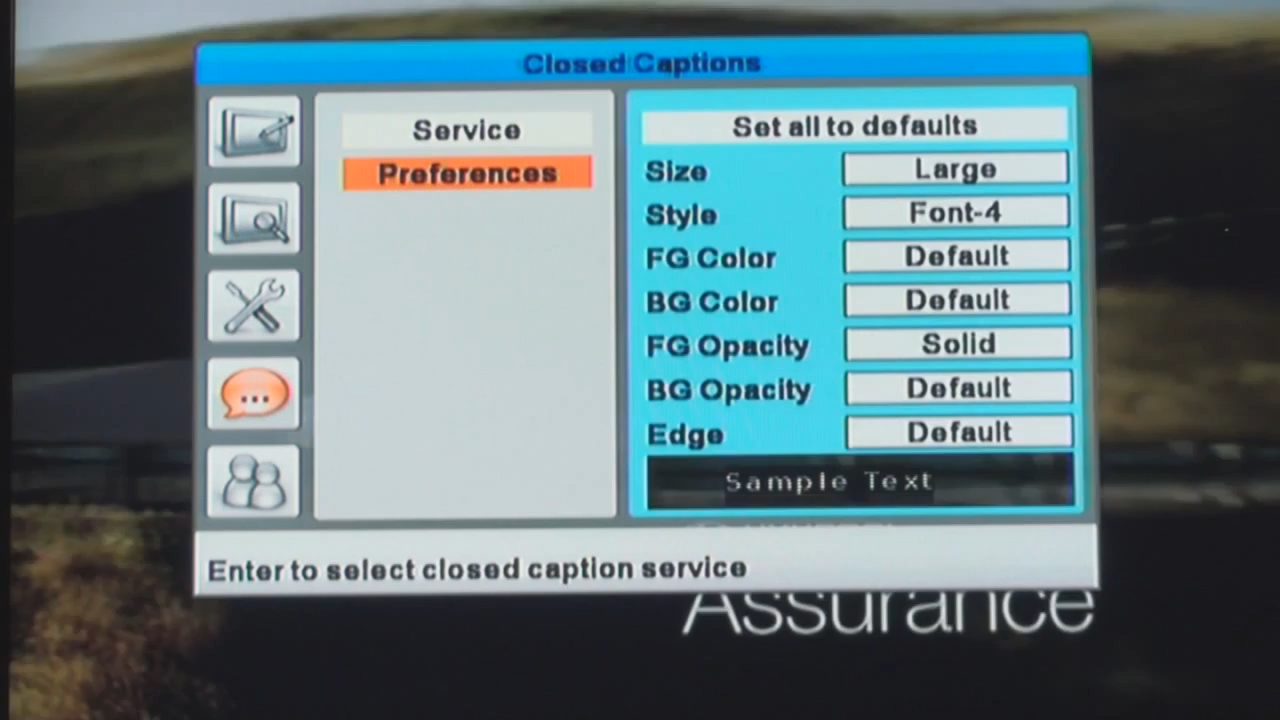 Closed Captions
Service
Preferences
Set all to defaults
Size Large
Style Font-4
FG Color Default
BG Color Default
FG Opacity Solid
BG Opacity Default
Edge Default
Sample Text
Enter to select closed caption service
Assurance